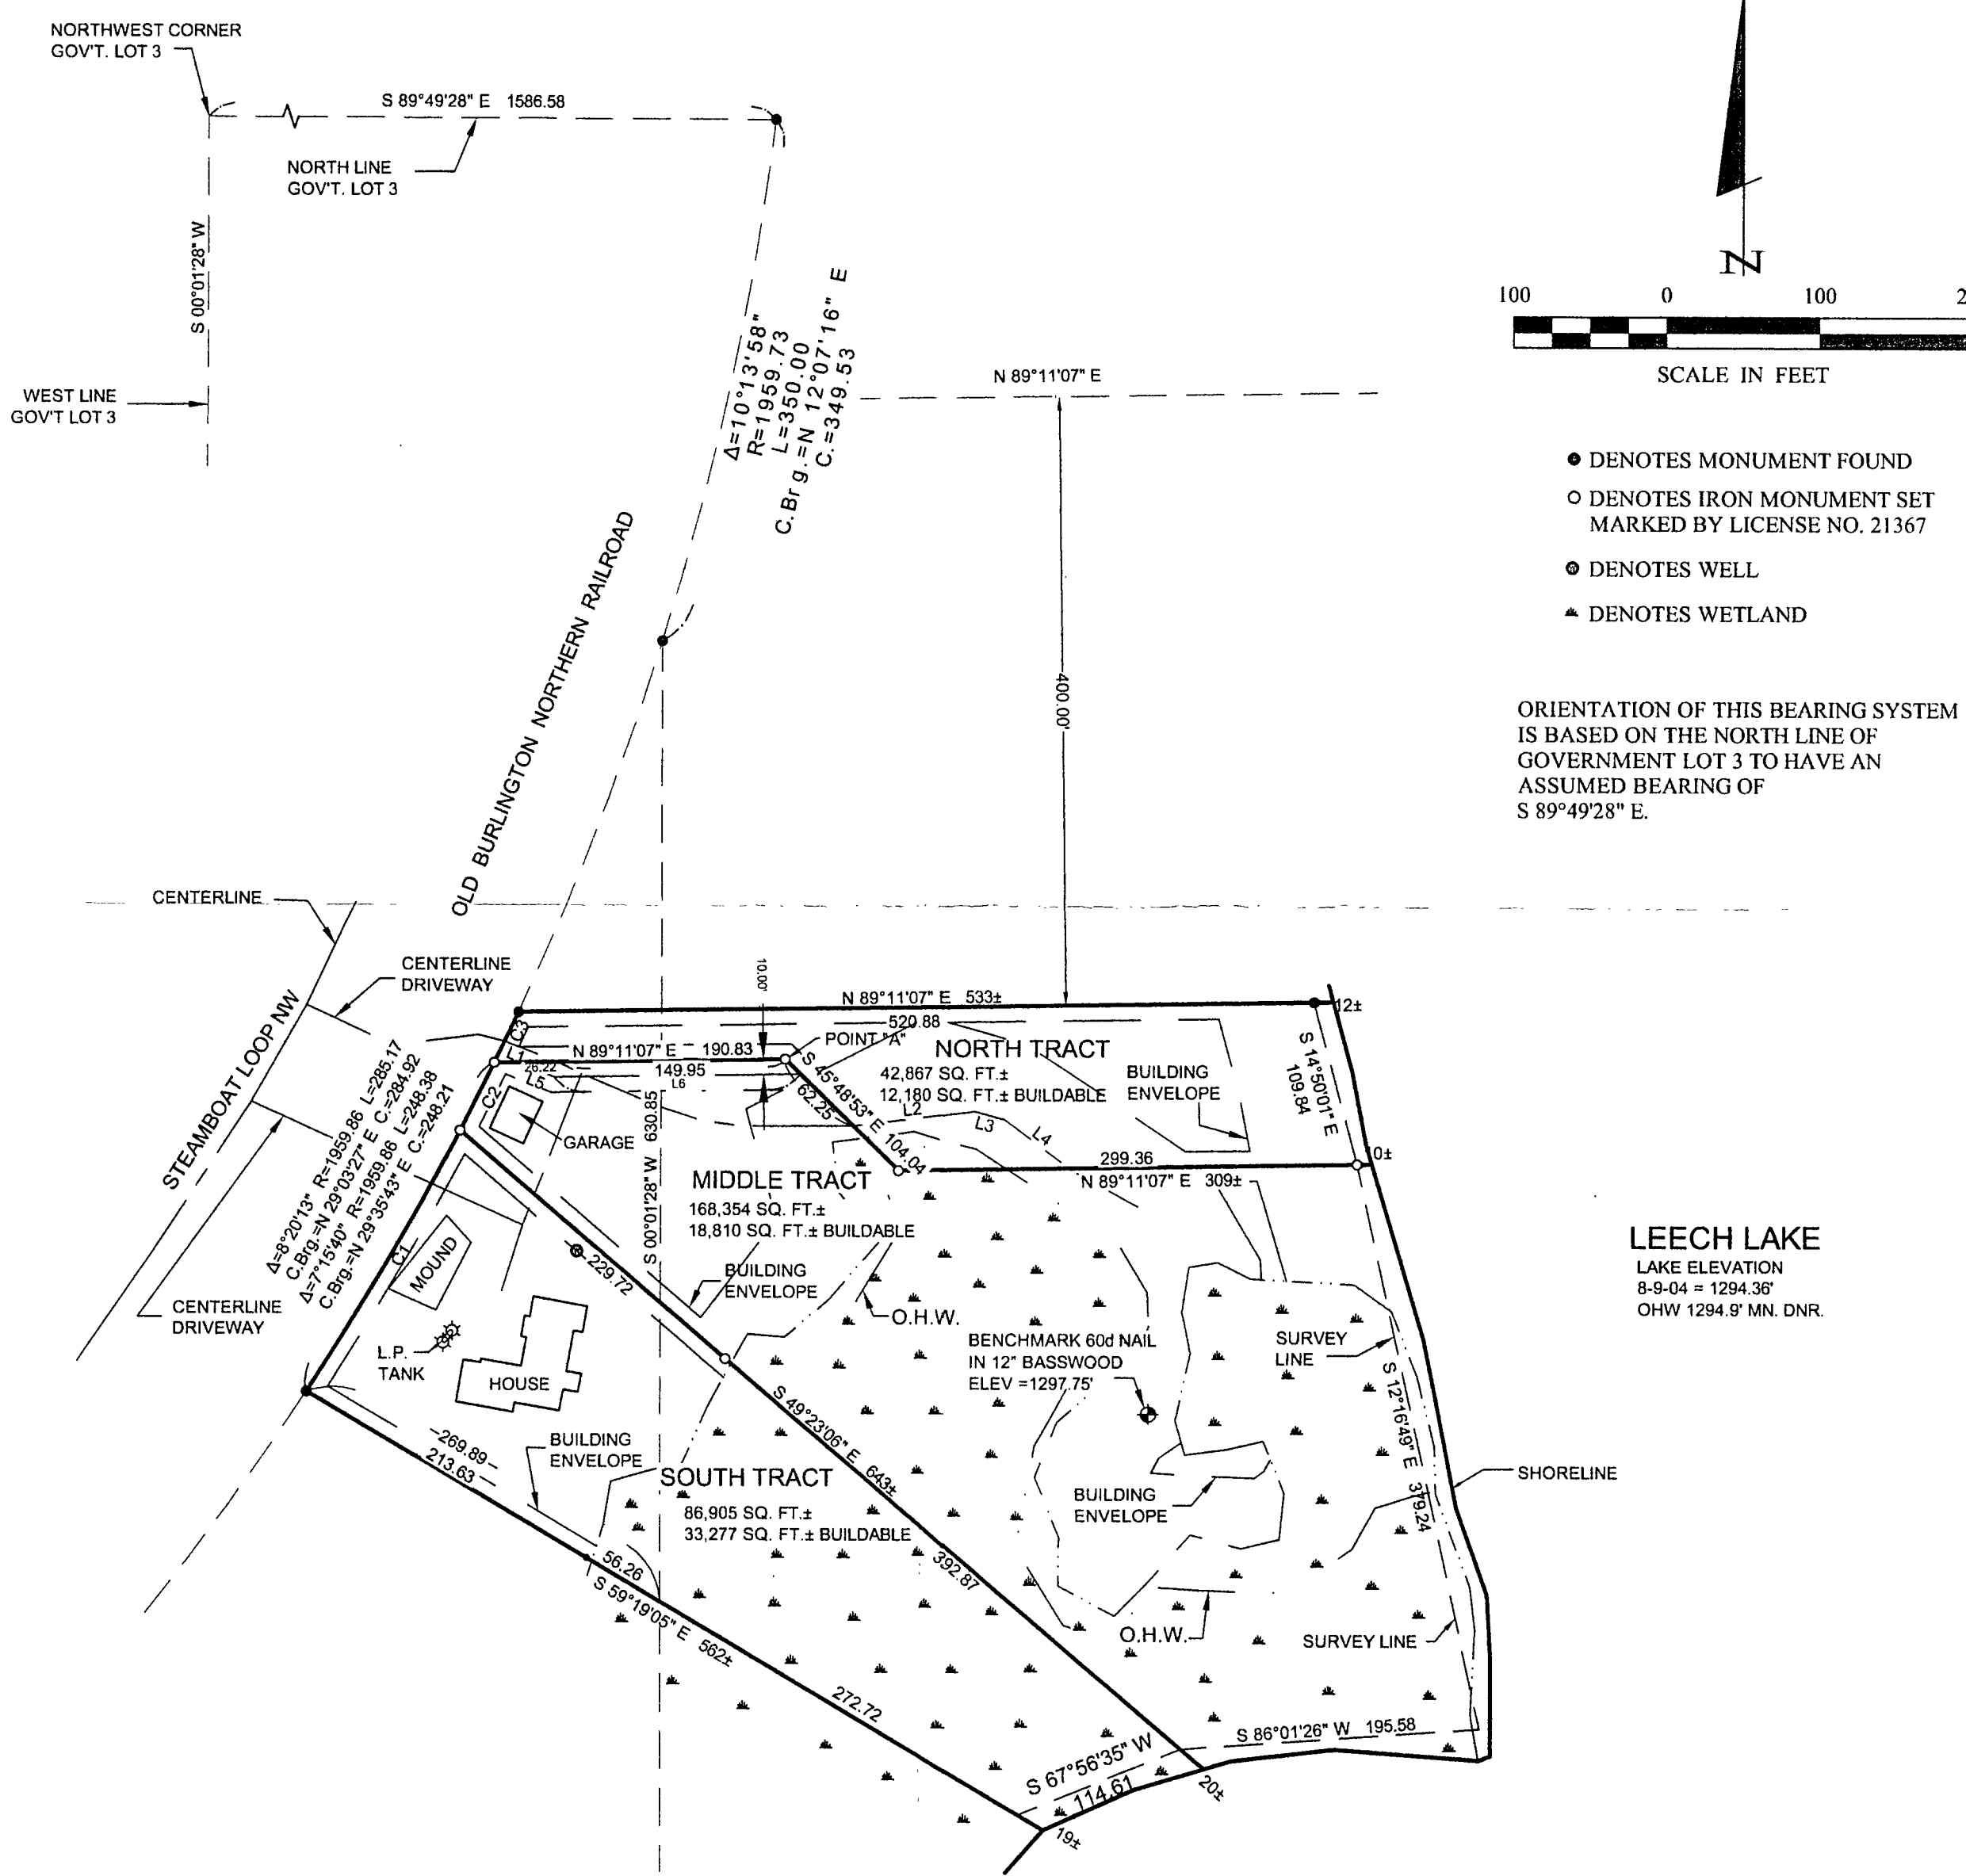 NORTHWEST CORNER
GOV'T. LOT 3
S 89°49'28" E 1586.58
NORTH LINE
GOV'T. LOT 3
S 00°01'28" W
WEST LINE
GOV'T LOT 3
Δ=10°13'58"
R=1959.73
L=350.00
C.Brg.=N 12°07'16" E
C.=349.53
N 89°11'07" E
400.00'
N
100 0 100
SCALE IN FEET
DENOTES MONUMENT FOUND
DENOTES IRON MONUMENT SET
MARKED BY LICENSE NO. 21367
DENOTES WELL
DENOTES WETLAND
ORIENTATION OF THIS BEARING SYSTEM
IS BASED ON THE NORTH LINE OF
GOVERNMENT LOT 3 TO HAVE AN
ASSUMED BEARING OF
S 89°49'28" E.
OLD BURLINGTON NORTHERN RAILROAD
CENTERLINE
CENTERLINE
DRIVEWAY
STEAMBOAT LOOP NW
Δ=8°20'13" R=1959.86 L=285.17
C.Brg.=N 29°03'27" E C.=284.92
Δ=7°15'40" R=1959.86 L=248.38
C.Brg.=N 29°35'43" E C.=248.21
CENTERLINE
DRIVEWAY
10.00'
N 89°11'07" E 533±
12±
520.88
C3
L1
N 89°11'07" E 190.83
POINT "A"
26.22
L5
149.95
L6
C2
GARAGE
62.25
S 45°48'53" E 104.04
NORTH TRACT
42,867 SQ. FT.±
12,180 SQ. FT.± BUILDABLE
BUILDING
ENVELOPE
L2
L3
L4
S 14°50'01" E
109.84
299.36
N 89°11'07" E 309±
S 00°01'28" W 630.85
MIDDLE TRACT
168,354 SQ. FT.±
18,810 SQ. FT.± BUILDABLE
BUILDING
ENVELOPE
O.H.W.
229.72
C1
MOUND
L.P.
TANK
HOUSE
BENCHMARK 60d NAIL
IN 12" BASSWOOD
ELEV =1297.75'
SURVEY
LINE
S 12°16'49" E 379.24
LEECH LAKE
LAKE ELEVATION
8-9-04 = 1294.36'
OHW 1294.9' MN. DNR.
SHORELINE
S 49°23'06" E 643±
269.89
213.63
BUILDING
ENVELOPE
SOUTH TRACT
86,905 SQ. FT.±
33,277 SQ. FT.± BUILDABLE
BUILDING
ENVELOPE
392.87
56.26
S 59°19'05" E 562±
O.H.W.
SURVEY LINE
272.72
S 86°01'26" W 195.58
S 67°56'35" W
114.61
20±
19±